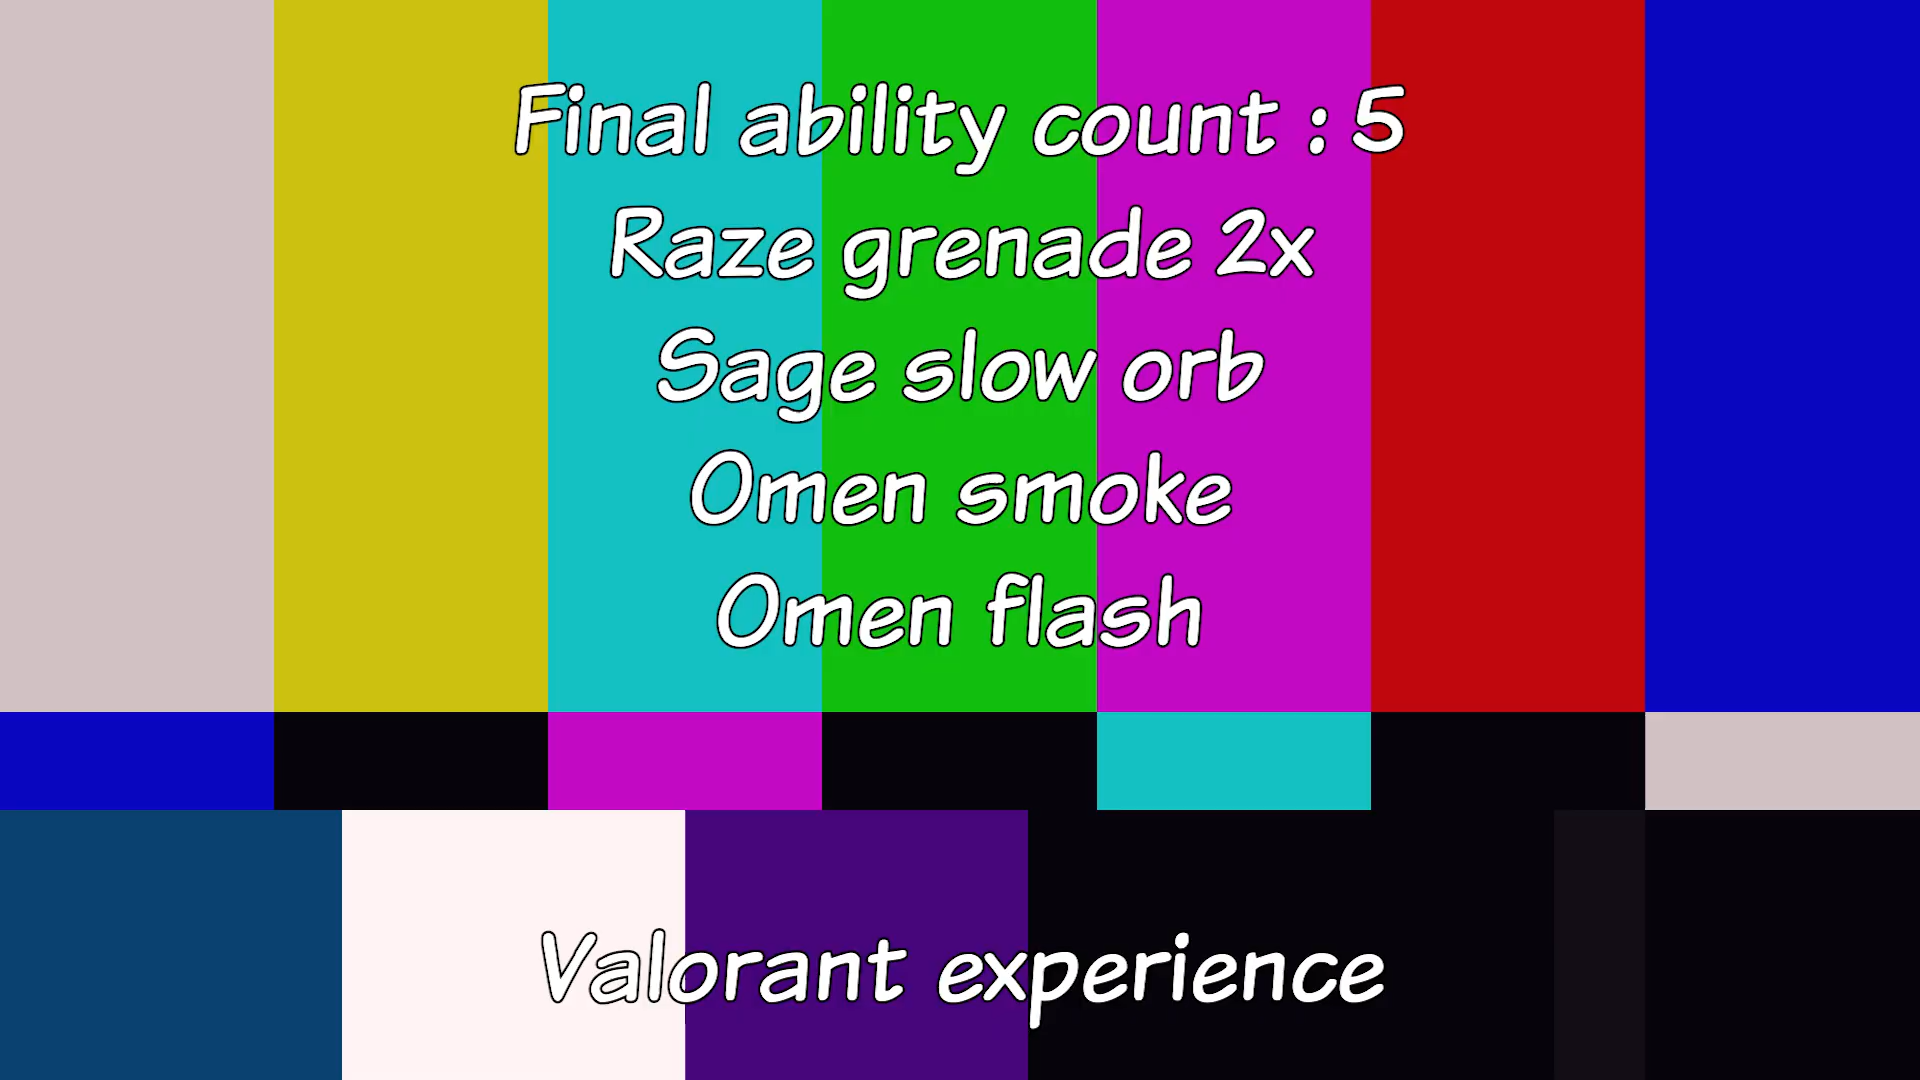 Final ability count : 5
Raze grenade 2x
Sage slow orb
Omen smoke
Omen flash
Valorant experience